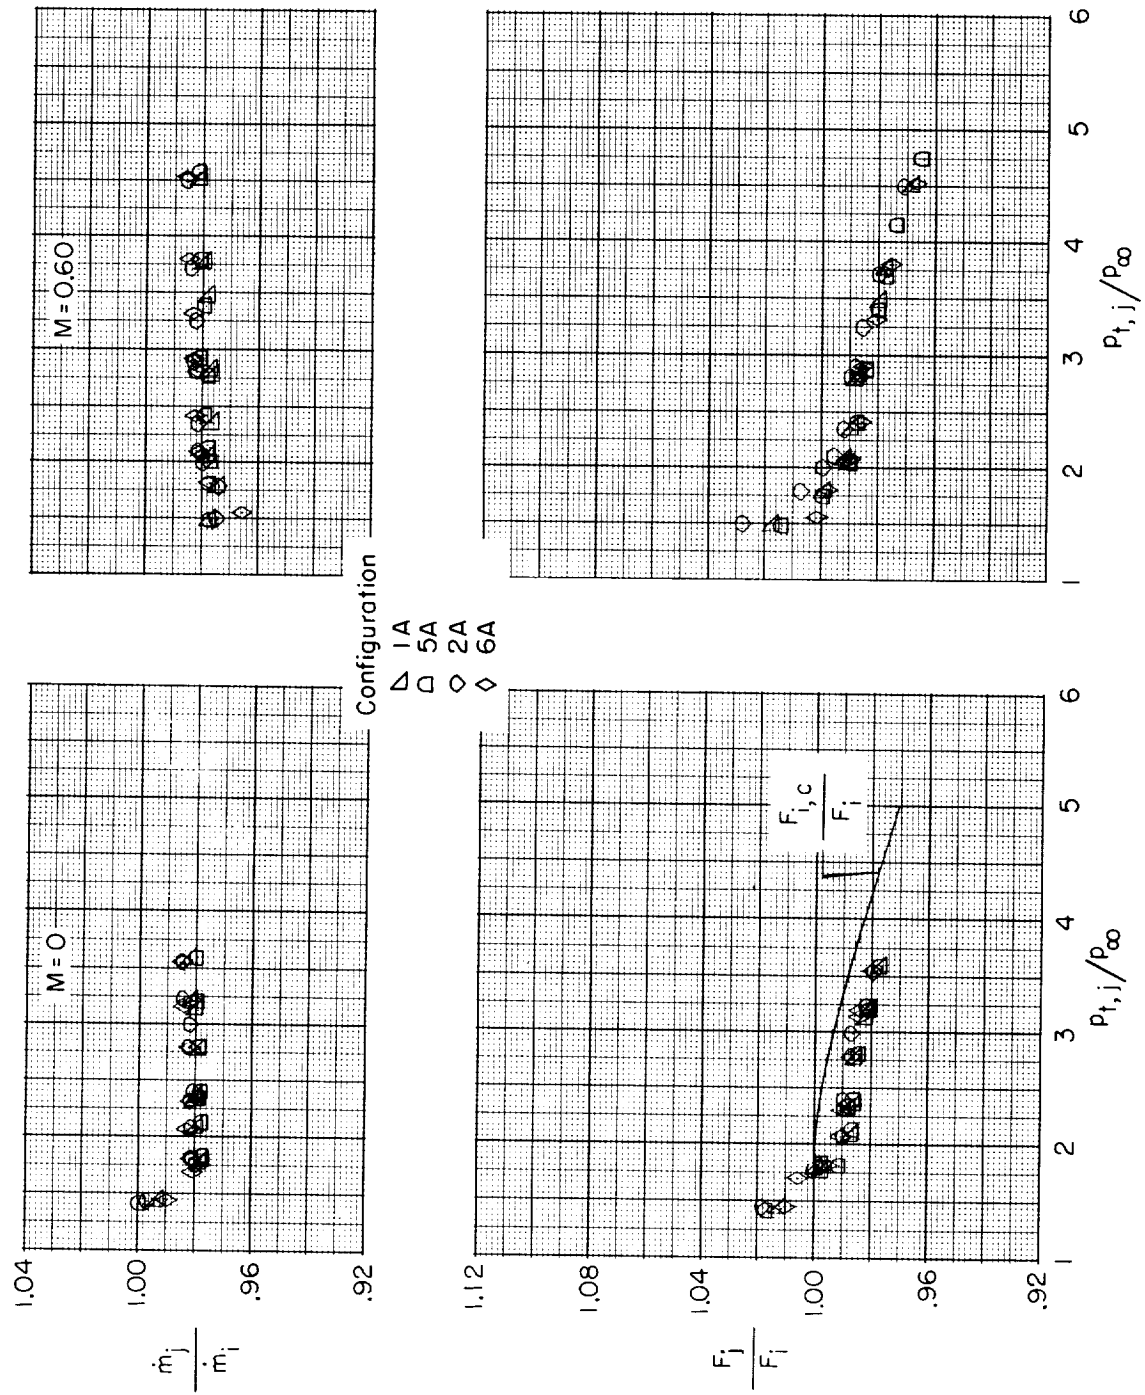 M = 0
M = 0.60
1.04
1.00
.96
.92
ṁj
ṁi
Configuration
1A
5A
2A
6A
1.12
1.08
1.04
1.00
.96
.92
Fj
Fi
Fi,c
Fi
1 2 3 4 5 6
pt,j/p∞
1 2 3 4 5 6
pt,j/p∞